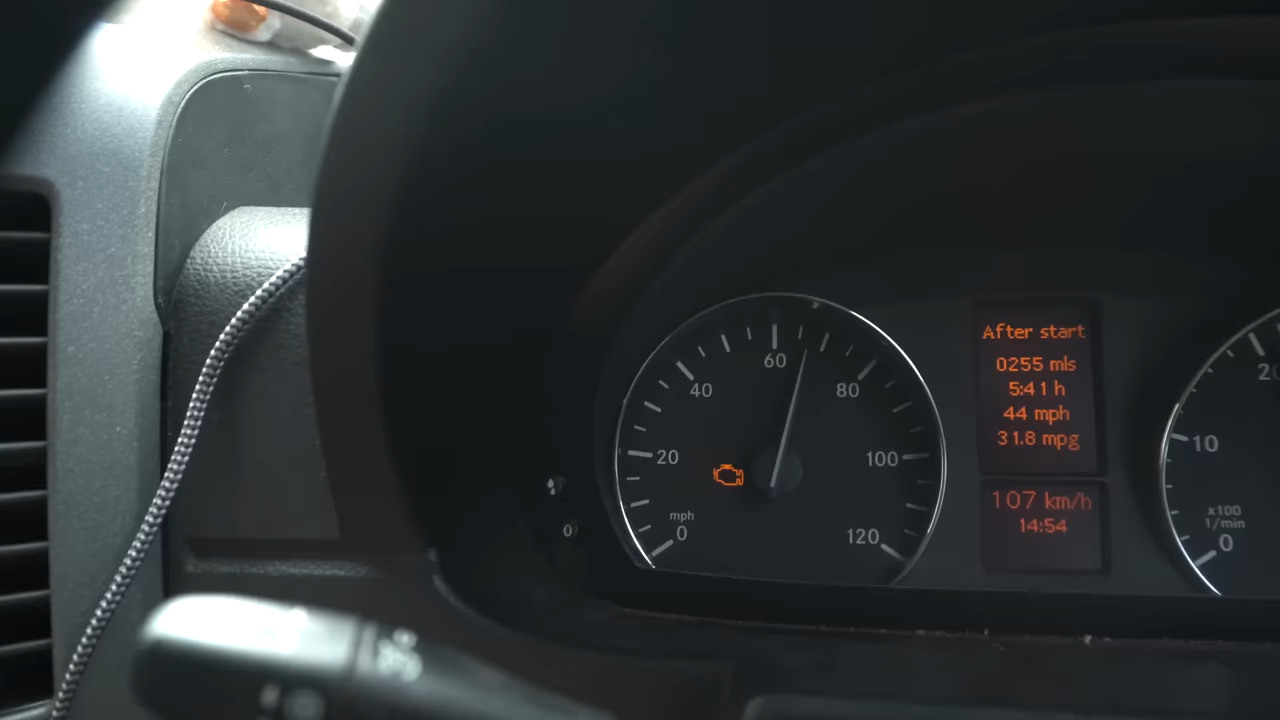 60
40
80
20
100
mph
0
120
After start
0255 mls
5:41 h
44 mph
31.8 mpg
107 km/h
14:54
10
x100
1/min
0